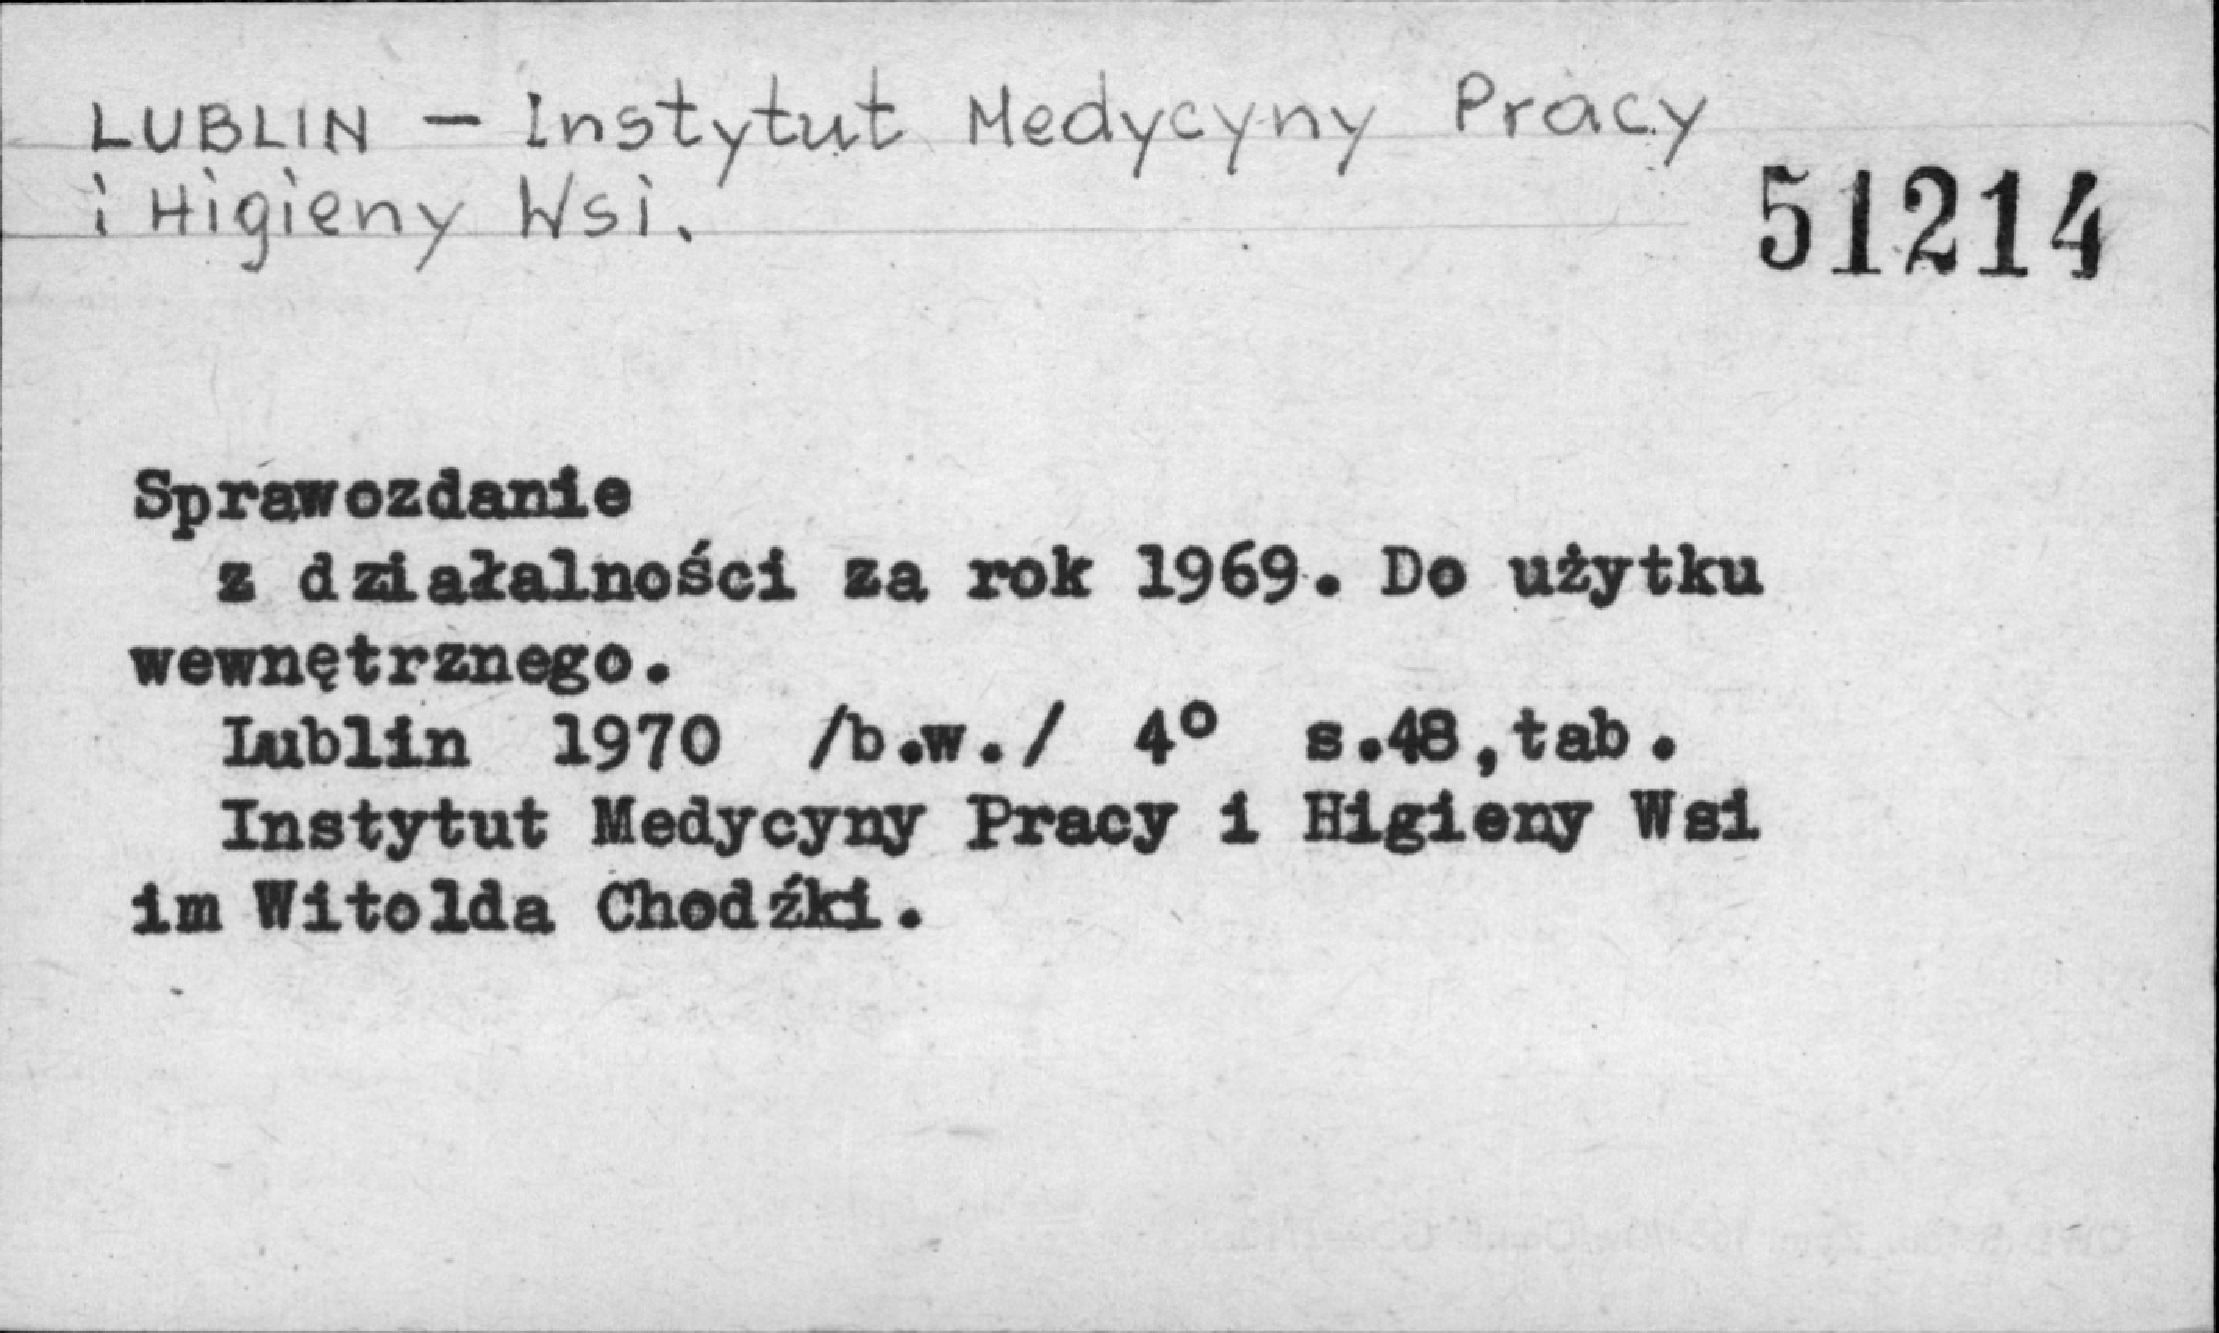 LUBLIN – Instytut Medycyny Pracy
i Higieny Wsi.
51214
Sprawozdanie
z działalności za rok 1969. Do użytku
wewnętrznego.
Lublin 1970 /b.w./ 4° s.48,tab.
Instytut Medycyny Pracy i Higieny Wsi
im Witolda Chodźki.